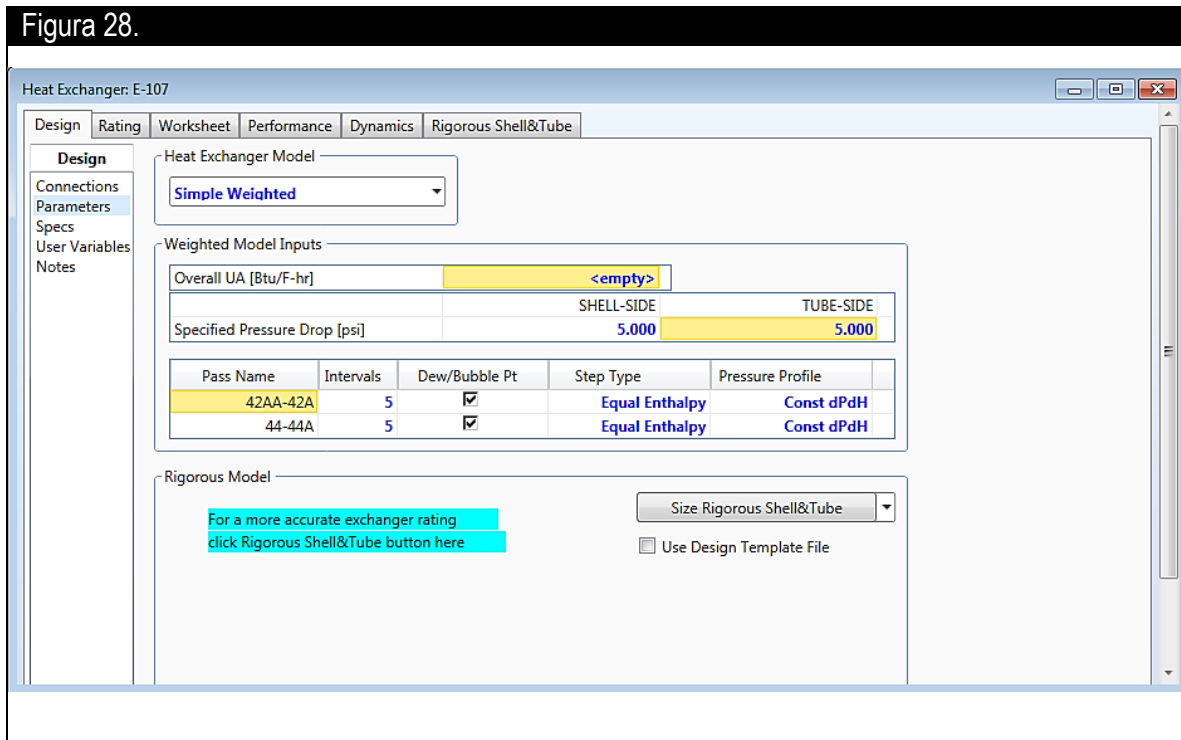 Figura 28.
Heat Exchanger: E-107
Design Rating Worksheet Performance Dynamics Rigorous Shell&Tube
Design
Connections
Parameters
Specs
User Variables
Notes
Heat Exchanger Model
Simple Weighted
Weighted Model Inputs
Overall UA [Btu/F-hr] <empty>
SHELL-SIDE TUBE-SIDE
Specified Pressure Drop [psi] 5.000 5.000
Pass Name Intervals Dew/Bubble Pt Step Type Pressure Profile
42AA-42A 5 Equal Enthalpy Const dPdH
44-44A 5 Equal Enthalpy Const dPdH
Rigorous Model
For a more accurate exchanger rating
click Rigorous Shell&Tube button here
Size Rigorous Shell&Tube
Use Design Template File